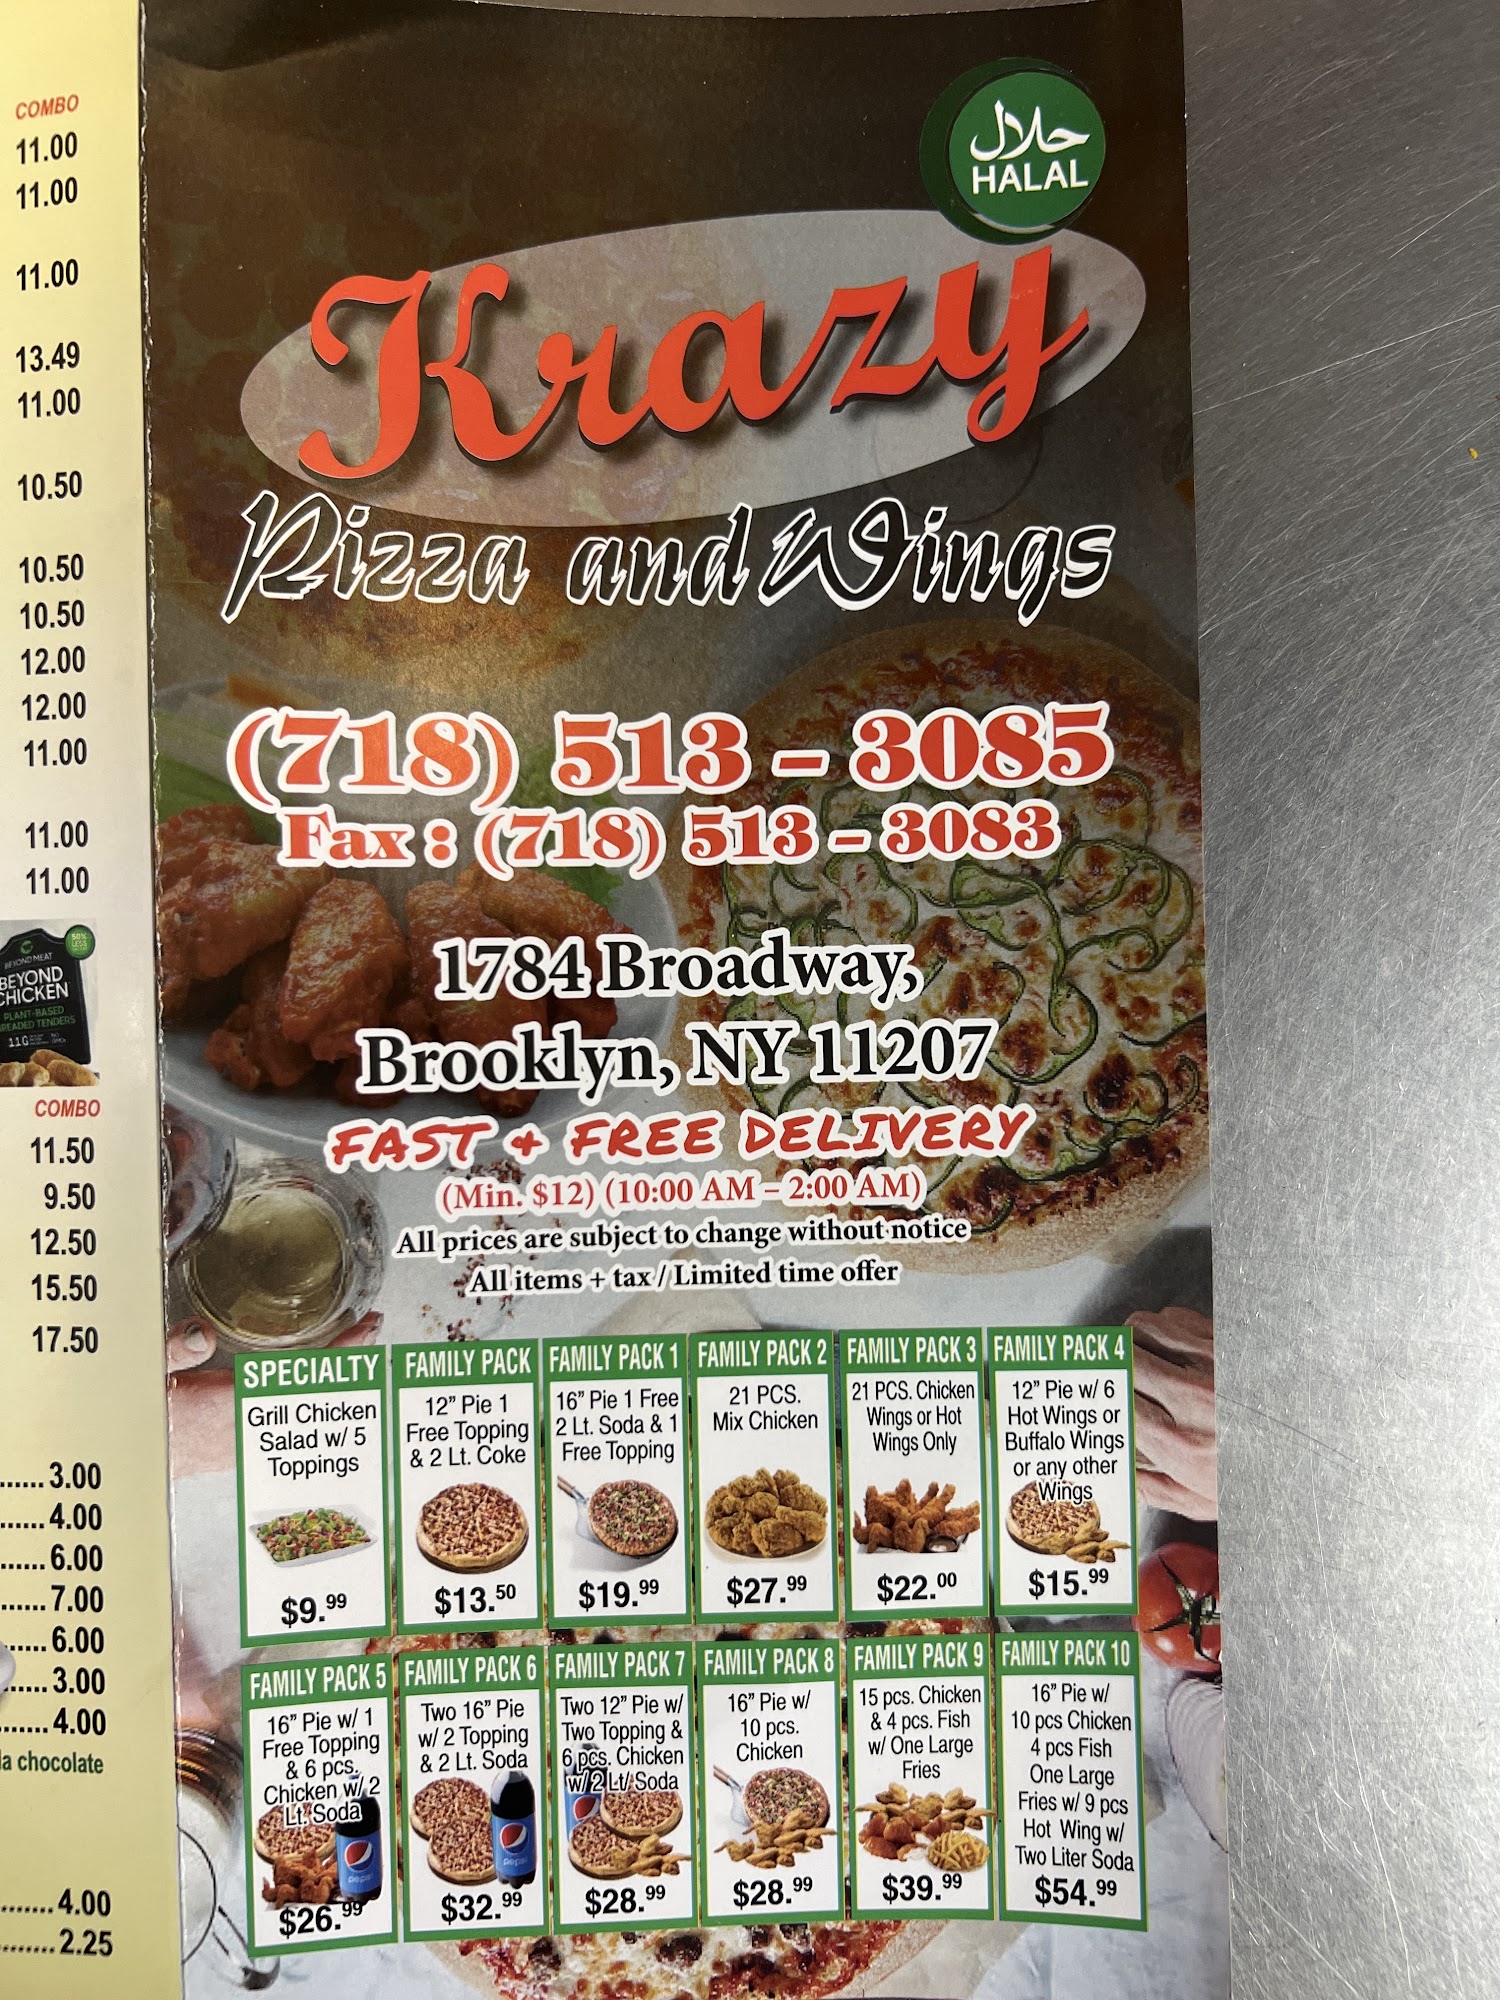 COMBO
11.00
11.00
11.00
13.49
11.00
10.50
10.50
10.50
12.00
12.00
11.00
11.00
11.00
50%
LESS
BEYOND MEAT
BEYOND
CHICKEN
PLANT-BASED
BREADED TENDERS
11G
COMBO
11.50
9.50
12.50
15.50
17.50
......3.00
......4.00
......6.00
......7.00
......6.00
......3.00
......4.00
la chocolate
......4.00
......2.25
حلال
HALAL
Krazy
Pizza and Wings
(718) 513 - 3085
Fax : (718) 513 - 3083
1784 Broadway,
Brooklyn, NY 11207
FAST & FREE DELIVERY
(Min. $12) (10:00 AM – 2:00 AM)
All prices are subject to change without notice
All items + tax / Limited time offer
SPECIALTY
Grill Chicken
Salad w/ 5
Toppings
$9.99
FAMILY PACK
12" Pie 1
Free Topping
& 2 Lt. Coke
$13.50
FAMILY PACK 1
16" Pie 1 Free
2 Lt. Soda & 1
Free Topping
$19.99
FAMILY PACK 2
21 PCS.
Mix Chicken
$27.99
FAMILY PACK 3
21 PCS. Chicken
Wings or Hot
Wings Only
$22.00
FAMILY PACK 4
12" Pie w/ 6
Hot Wings or
Buffalo Wings
or any other
Wings
$15.99
FAMILY PACK 5
16" Pie w/ 1
Free Topping
& 6 pcs.
Chicken w/ 2
Lt. Soda
pepsi
$26.99
FAMILY PACK 6
Two 16" Pie
w/ 2 Topping
& 2 Lt. Soda
pepsi
$32.99
FAMILY PACK 7
Two 12" Pie w/
Two Topping &
6 pcs. Chicken
w/ 2 Lt/ Soda
$28.99
FAMILY PACK 8
16" Pie w/
10 pcs.
Chicken
$28.99
FAMILY PACK 9
15 pcs. Chicken
& 4 pcs. Fish
w/ One Large
Fries
$39.99
FAMILY PACK 10
16" Pie w/
10 pcs Chicken
4 pcs Fish
One Large
Fries w/ 9 pcs
Hot Wing w/
Two Liter Soda
$54.99